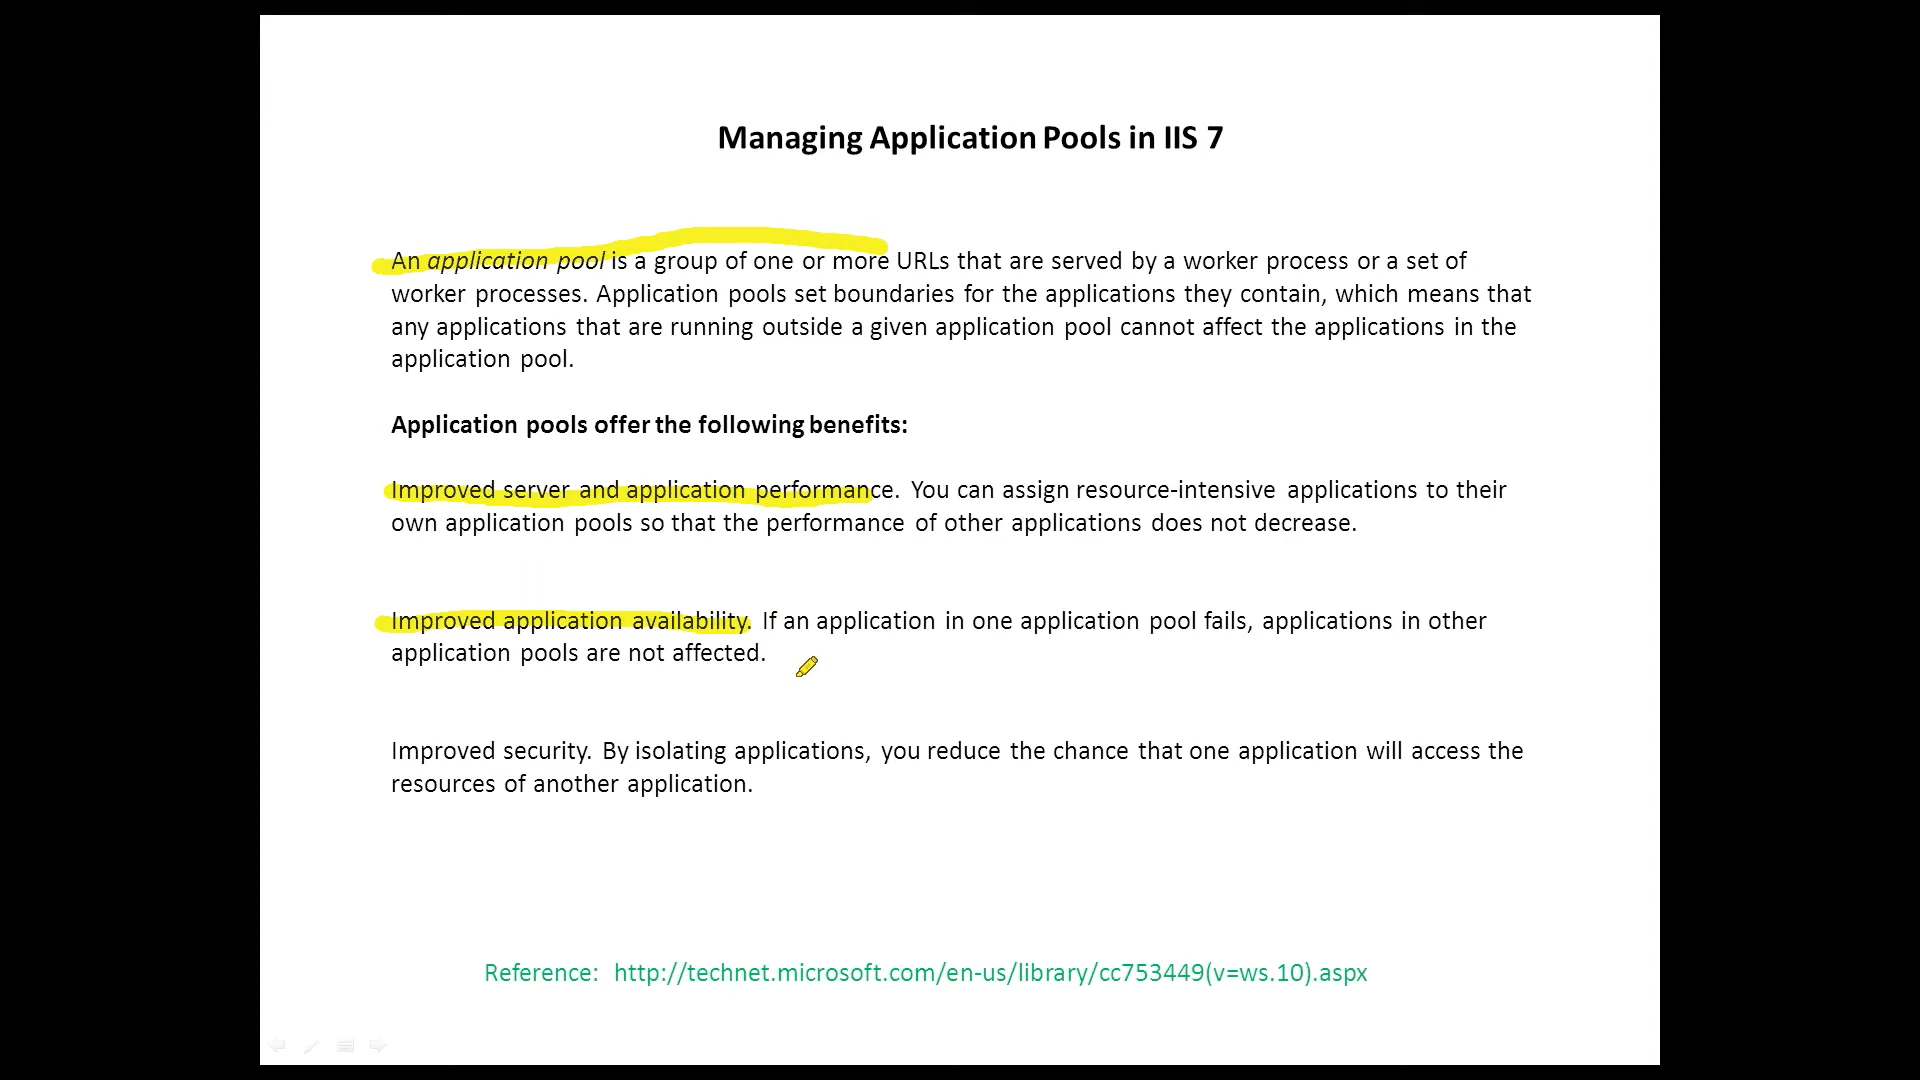 Managing Application Pools in IIS 7
An application pool is a group of one or more URLs that are served by a worker process or a set of
worker processes. Application pools set boundaries for the applications they contain, which means that
any applications that are running outside a given application pool cannot affect the applications in the
application pool.
Application pools offer the following benefits:
Improved server and application performance. You can assign resource-intensive applications to their
own application pools so that the performance of other applications does not decrease.
Improved application availability. If an application in one application pool fails, applications in other
application pools are not affected.
Improved security. By isolating applications, you reduce the chance that one application will access the
resources of another application.
Reference: http://technet.microsoft.com/en-us/library/cc753449(v=ws.10).aspx